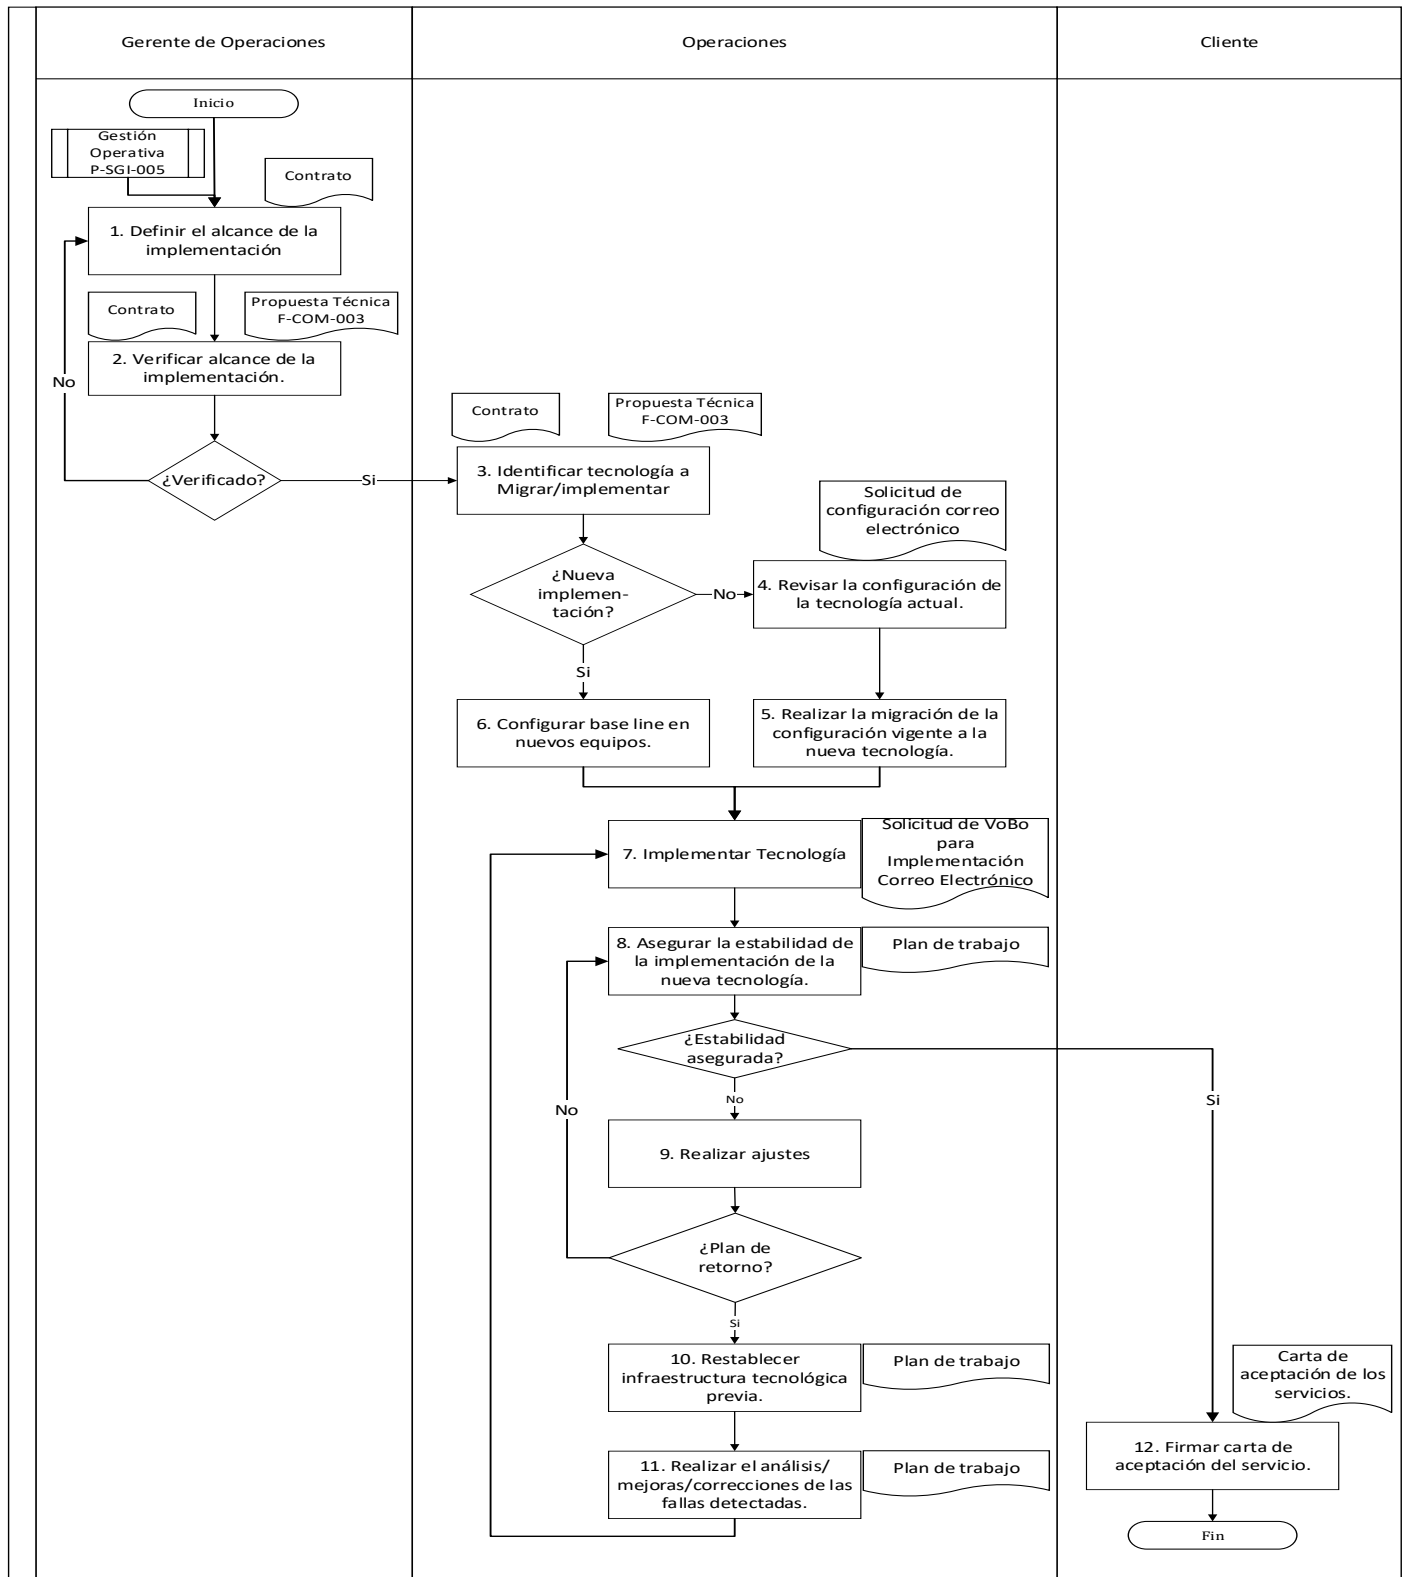 Gerente de Operaciones
Operaciones
Cliente
Inicio
Gestión
Operativa
P-SGI-005
Contrato
1. Definir el alcance de la
implementación
Contrato
Propuesta Técnica
F-COM-003
2. Verificar alcance de la
implementación.
No
¿Verificado?
Si
Contrato
Propuesta Técnica
F-COM-003
3. Identificar tecnología a
Migrar/implementar
Solicitud de
configuración correo
electrónico
¿Nueva
implemen-
tación?
No
4. Revisar la configuración de
la tecnología actual.
Si
6. Configurar base line en
nuevos equipos.
5. Realizar la migración de la
configuración vigente a la
nueva tecnología.
7. Implementar Tecnología
Solicitud de VoBo
para
Implementación
Correo Electrónico
8. Asegurar la estabilidad de
la implementación de la
nueva tecnología.
Plan de trabajo
¿Estabilidad
asegurada?
No
Si
No
9. Realizar ajustes
¿Plan de
retorno?
Si
10. Restablecer
infraestructura tecnológica
previa.
Plan de trabajo
Carta de
aceptación de los
servicios.
12. Firmar carta de
aceptación del servicio.
11. Realizar el análisis/
mejoras/correcciones de las
fallas detectadas.
Plan de trabajo
Fin